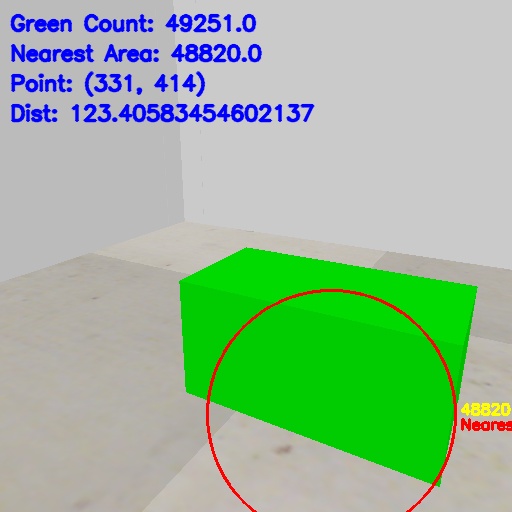 Green Count: 49251.0
Nearest Area: 48820.0
Point: (331, 414)
Dist: 123.40583454602137
48820
Neares